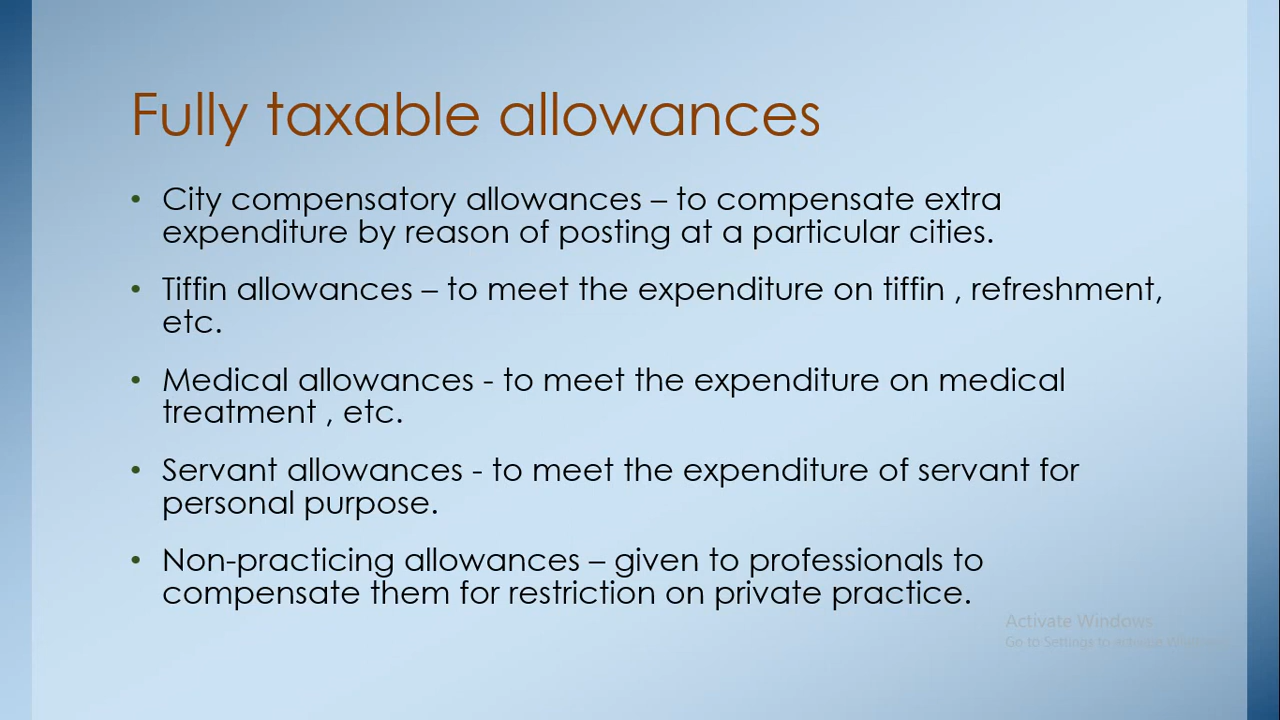 Fully taxable allowances
• City compensatory allowances – to compensate extra
expenditure by reason of posting at a particular cities.
• Tiffin allowances – to meet the expenditure on tiffin , refreshment,
etc.
• Medical allowances - to meet the expenditure on medical
treatment , etc.
• Servant allowances - to meet the expenditure of servant for
personal purpose.
• Non-practicing allowances – given to professionals to
compensate them for restriction on private practice.
Activate Windows
Go to Settings to activate Windows.